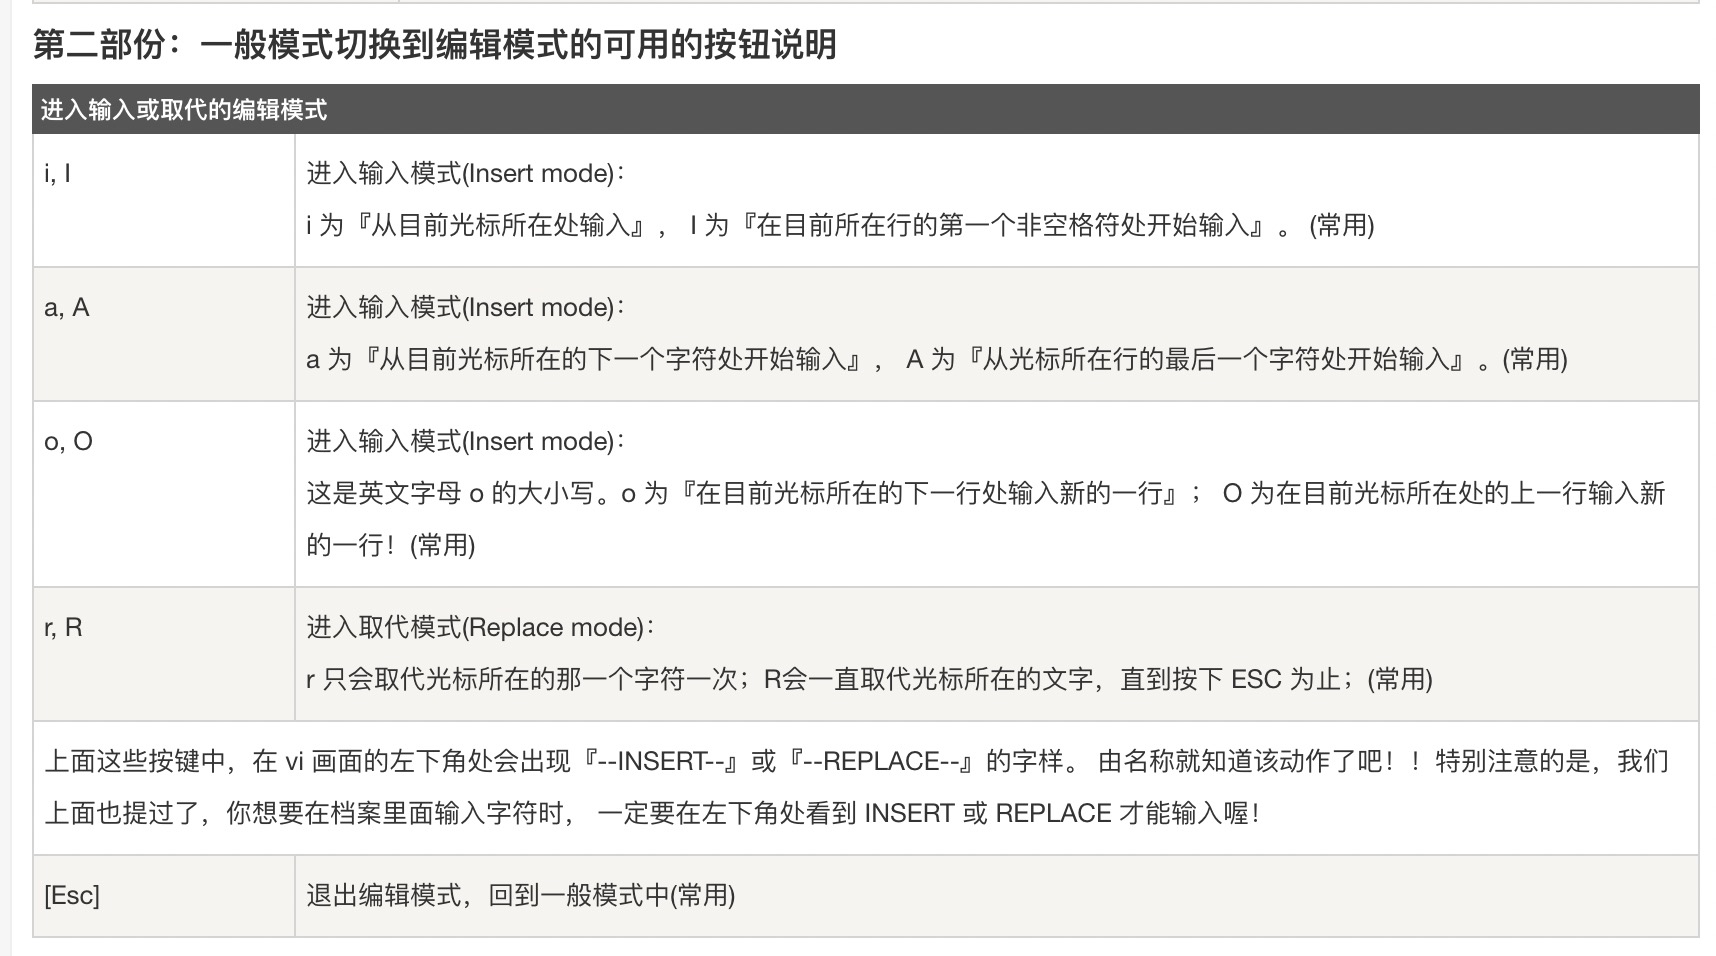 第二部份：一般模式切换到编辑模式的可用的按钮说明
进入输入或取代的编辑模式
i, I
进入输入模式(Insert mode)：
i 为『从目前光标所在处输入』， I 为『在目前所在行的第一个非空格符处开始输入』。 (常用)
a, A
进入输入模式(Insert mode)：
a 为『从目前光标所在的下一个字符处开始输入』， A 为『从光标所在行的最后一个字符处开始输入』。(常用)
o, O
进入输入模式(Insert mode)：
这是英文字母 o 的大小写。o 为『在目前光标所在的下一行处输入新的一行』； O 为在目前光标所在处的上一行输入新
的一行！(常用)
r, R
进入取代模式(Replace mode)：
r 只会取代光标所在的那一个字符一次；R会一直取代光标所在的文字，直到按下 ESC 为止；(常用)
上面这些按键中，在 vi 画面的左下角处会出现『--INSERT--』或『--REPLACE--』的字样。 由名称就知道该动作了吧！！特别注意的是，我们
上面也提过了，你想要在档案里面输入字符时， 一定要在左下角处看到 INSERT 或 REPLACE 才能输入喔！
[Esc]
退出编辑模式，回到一般模式中(常用)